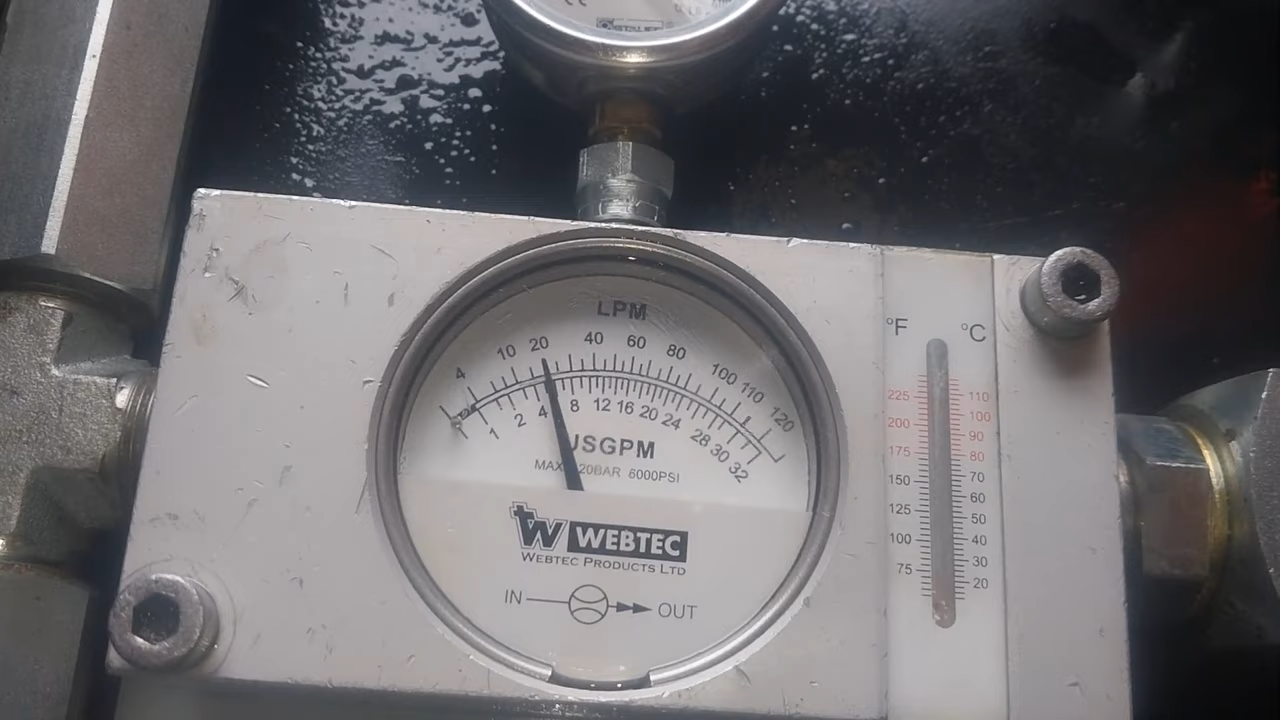 LPM
4 10 20 40 60 80 100 110 120
1 2 4 8 12 16 20 24 28 30 32
USGPM
MAX 20BAR 6000PSI
tw WEBTEC
WEBTEC PRODUCTS LTD
IN OUT
°F °C
225 110
200 100
90
175 80
150 70
60
125 50
100 40
30
75 20